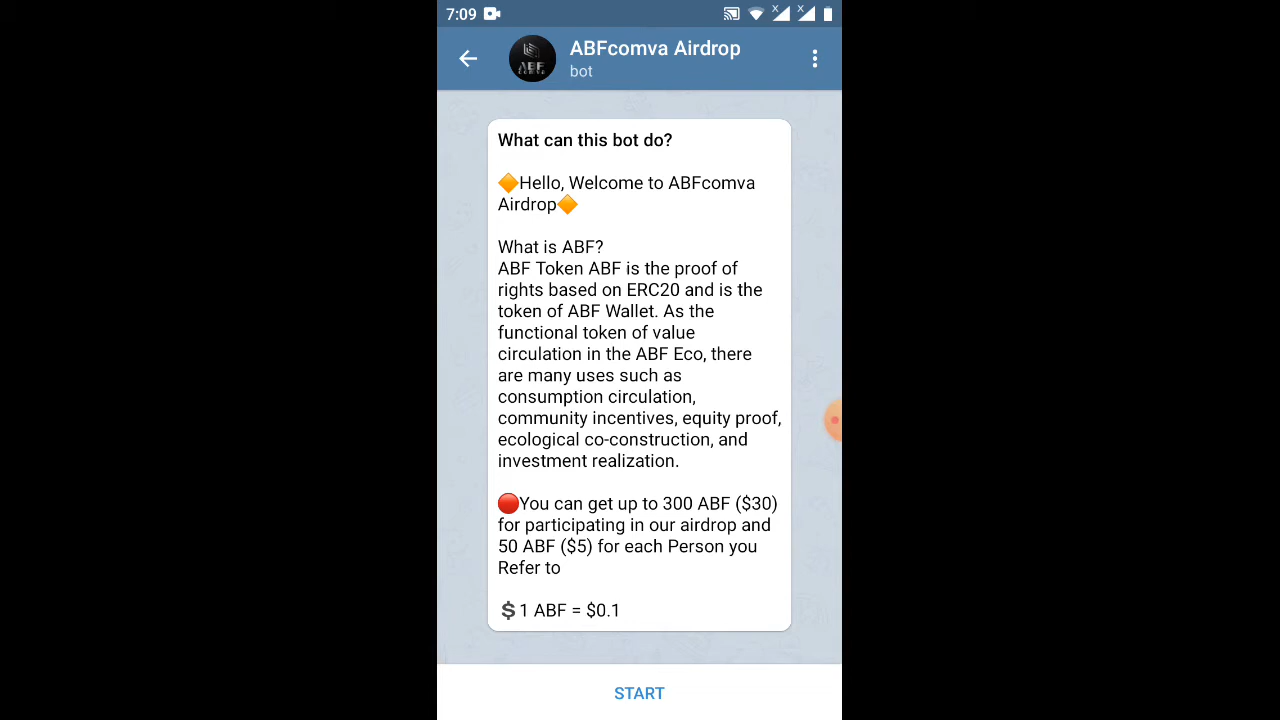 7:09
ABFcomva Airdrop
bot
ABF
comva
What can this bot do?
🔶Hello, Welcome to ABFcomva
Airdrop🔶
What is ABF?
ABF Token ABF is the proof of
rights based on ERC20 and is the
token of ABF Wallet. As the
functional token of value
circulation in the ABF Eco, there
are many uses such as
consumption circulation,
community incentives, equity proof,
ecological co-construction, and
investment realization.
🔴You can get up to 300 ABF ($30)
for participating in our airdrop and
50 ABF ($5) for each Person you
Refer to
💲1 ABF = $0.1
START